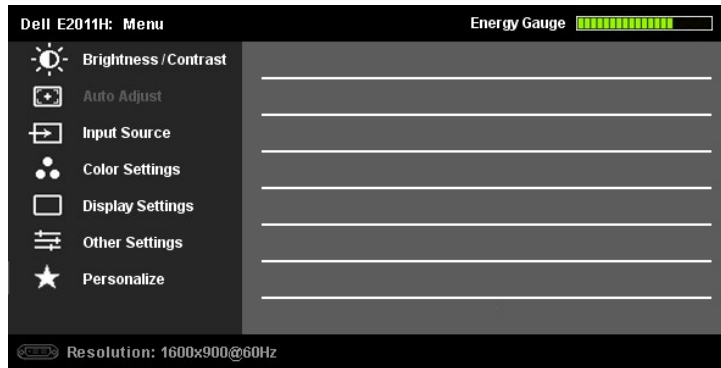 Dell E2011H: Menu Energy Gauge
Brightness / Contrast
Auto Adjust
Input Source
Color Settings
Display Settings
Other Settings
Personalize
Resolution: 1600x900@60Hz